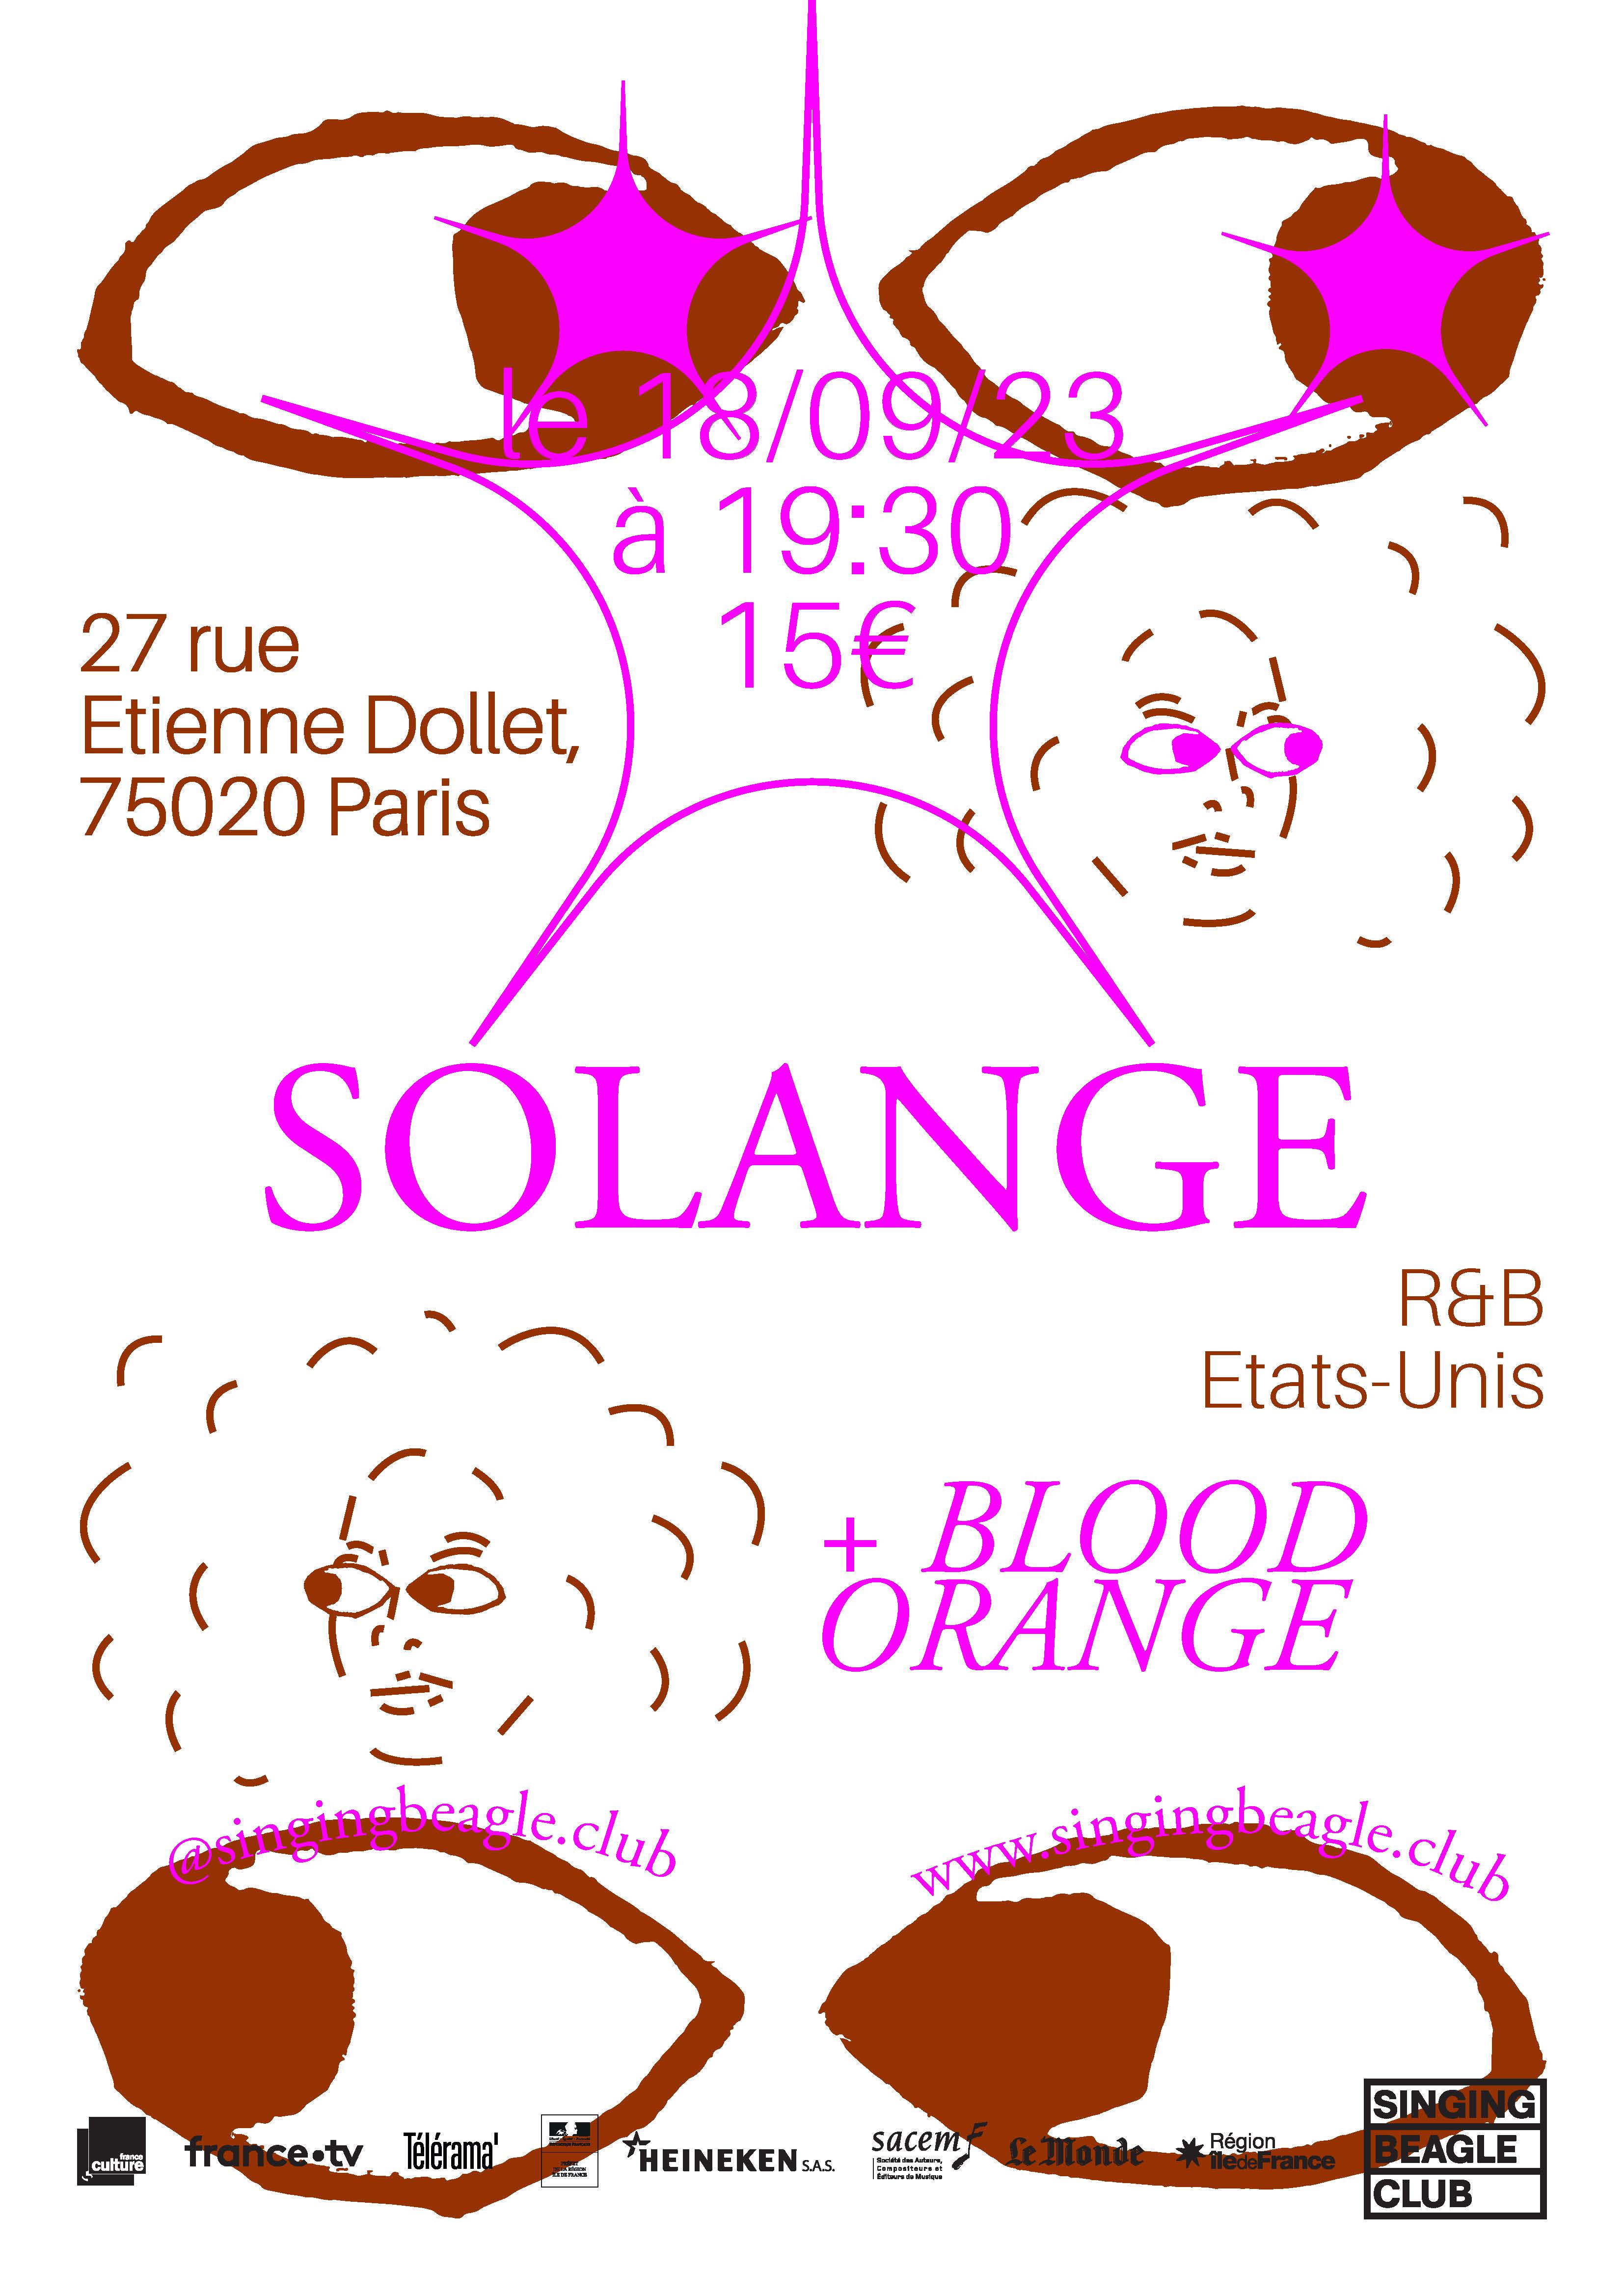 le 18/09/23
à 19:30
15€
27 rue
Etienne Dollet,
75020 Paris
SOLANGE
R&B
Etats-Unis
+ BLOOD
ORANGE
@singingbeagle.club
www.singingbeagle.club
france
culture
france•tv
Télérama'
HEINEKEN S.A.S.
sacem
Société des Auteurs,
Compositeurs et
Éditeurs de Musique
Le Monde
Région
îledeFrance
SINGING
BEAGLE
CLUB